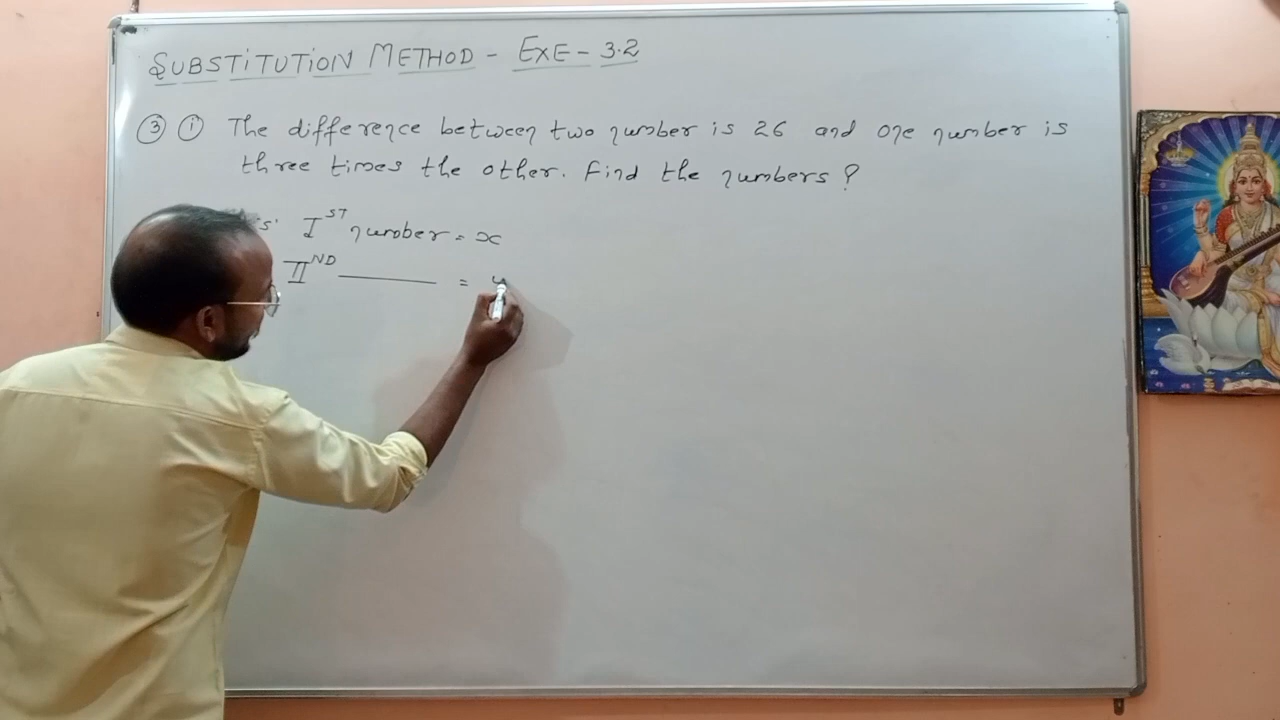 SUBSTITUTION METHOD - EXE - 3.2
③ ① The difference between two number is 26 and one number is
three times the other. Find the numbers?
Iˢᵀ number = x
IIᴺᴰ ———— = y